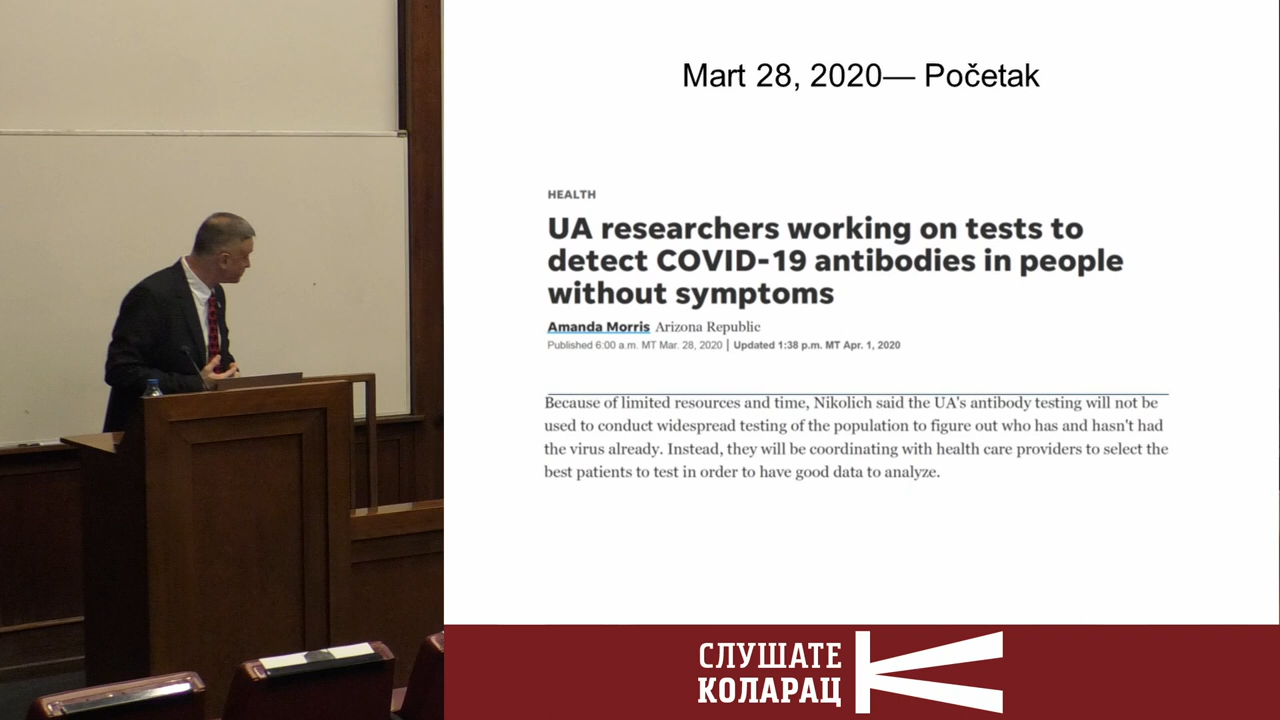 Mart 28, 2020— Početak
HEALTH
UA researchers working on tests to
detect COVID-19 antibodies in people
without symptoms
Amanda Morris Arizona Republic
Published 6:00 a.m. MT Mar. 28, 2020 | Updated 1:38 p.m. MT Apr. 1, 2020
Because of limited resources and time, Nikolich said the UA's antibody testing will not be
used to conduct widespread testing of the population to figure out who has and hasn't had
the virus already. Instead, they will be coordinating with health care providers to select the
best patients to test in order to have good data to analyze.
СЛУШАТЕ
КОЛАРАЦ